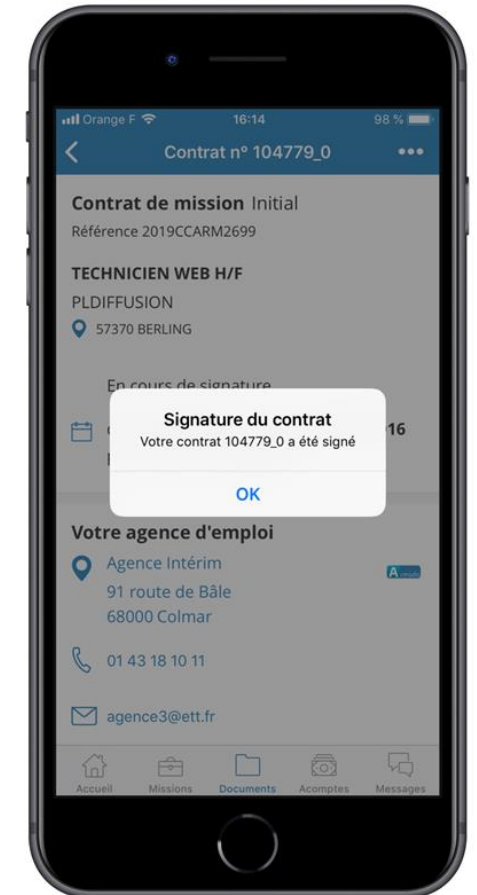 Orange F 16:14 98 %
Contrat n° 104779_0
Contrat de mission Initial
Référence 2019CCARM2699
TECHNICIEN WEB H/F
PLDIFFUSION
57370 BERLING
En cours de signature
16
Signature du contrat
Votre contrat 104779_0 a été signé
OK
Votre agence d'emploi
Agence Intérim
91 route de Bâle
68000 Colmar
01 43 18 10 11
agence3@ett.fr
Accueil Missions Documents Acomptes Messages